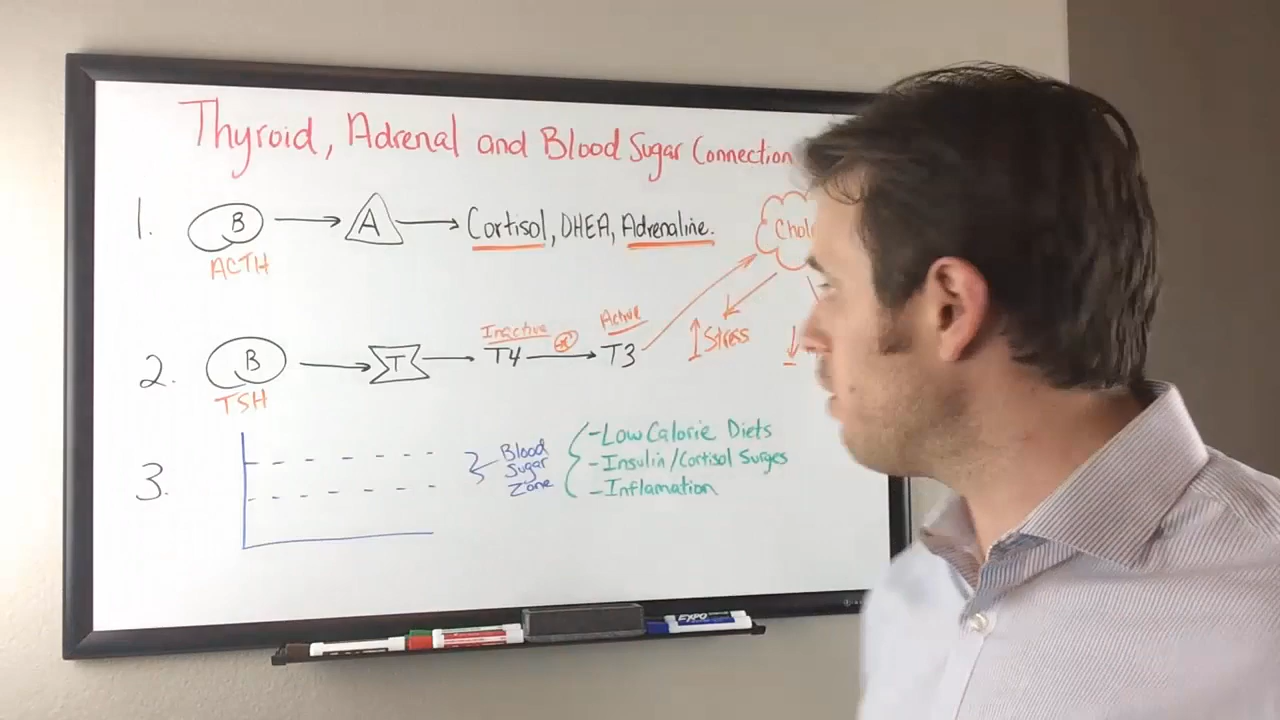 Thyroid, Adrenal and Blood Sugar Connection
1. B A Cortisol, DHEA, Adrenaline.
ACTH
2. B T Inactive T4 Active T3
TSH
Stress
3.
Blood
Sugar
Zone
-Low Calorie Diets
-Insulin/Cortisol Surges
-Inflamation
EXPO